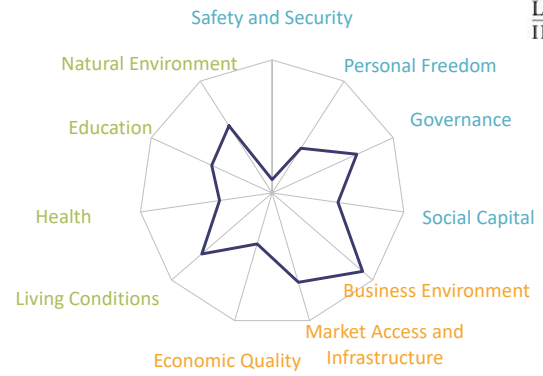 Safety and Security
Natural Environment
Personal Freedom
Education
Governance
Health
Social Capital
Living Conditions
Business Environment
Market Access and
Infrastructure
Economic Quality